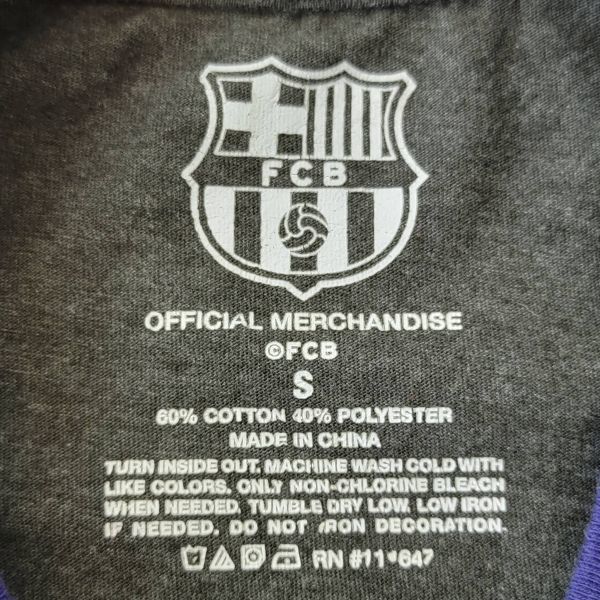 FCB
OFFICIAL MERCHANDISE
©FCB
S
60% COTTON 40% POLYESTER
MADE IN CHINA
TURN INSIDE OUT. MACHINE WASH COLD WITH
LIKE COLORS. ONLY NON-CHLORINE BLEACH
WHEN NEEDED. TUMBLE DRY LOW. LOW IRON
IF NEEDED. DO NOT IRON DECORATION.
RN #11*647